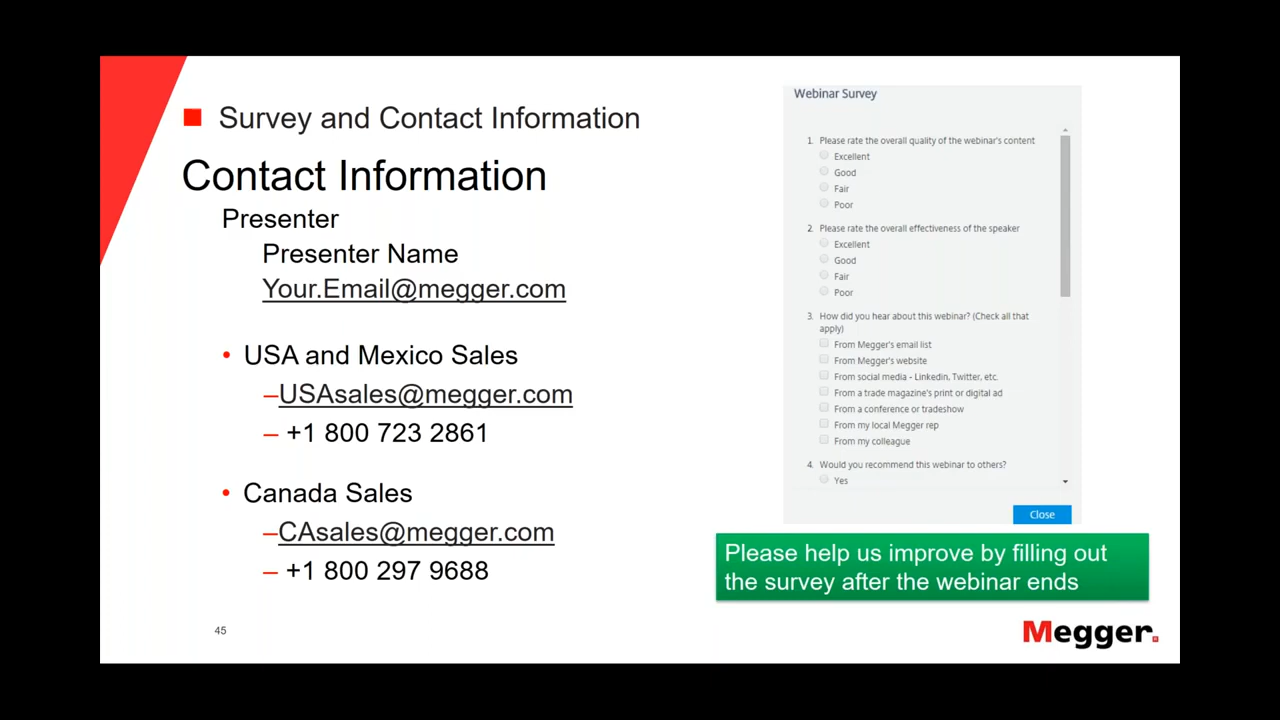 Survey and Contact Information
Contact Information
Presenter
Presenter Name
Your.Email@megger.com
• USA and Mexico Sales
–USAsales@megger.com
– +1 800 723 2861
• Canada Sales
–CAsales@megger.com
– +1 800 297 9688
45
Webinar Survey
1. Please rate the overall quality of the webinar's content
Excellent
Good
Fair
Poor
2. Please rate the overall effectiveness of the speaker
Excellent
Good
Fair
Poor
3. How did you hear about this webinar? (Check all that
apply)
From Megger's email list
From Megger's website
From social media - Linkedin, Twitter, etc.
From a trade magazine's print or digital ad
From a conference or tradeshow
From my local Megger rep
From my colleague
4. Would you recommend this webinar to others?
Yes
Close
Please help us improve by filling out
the survey after the webinar ends
Megger.